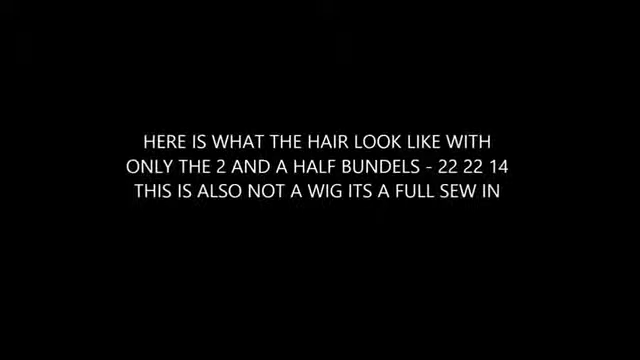 HERE IS WHAT THE HAIR LOOK LIKE WITH
ONLY THE 2 AND A HALF BUNDELS - 22 22 14
THIS IS ALSO NOT A WIG ITS A FULL SEW IN